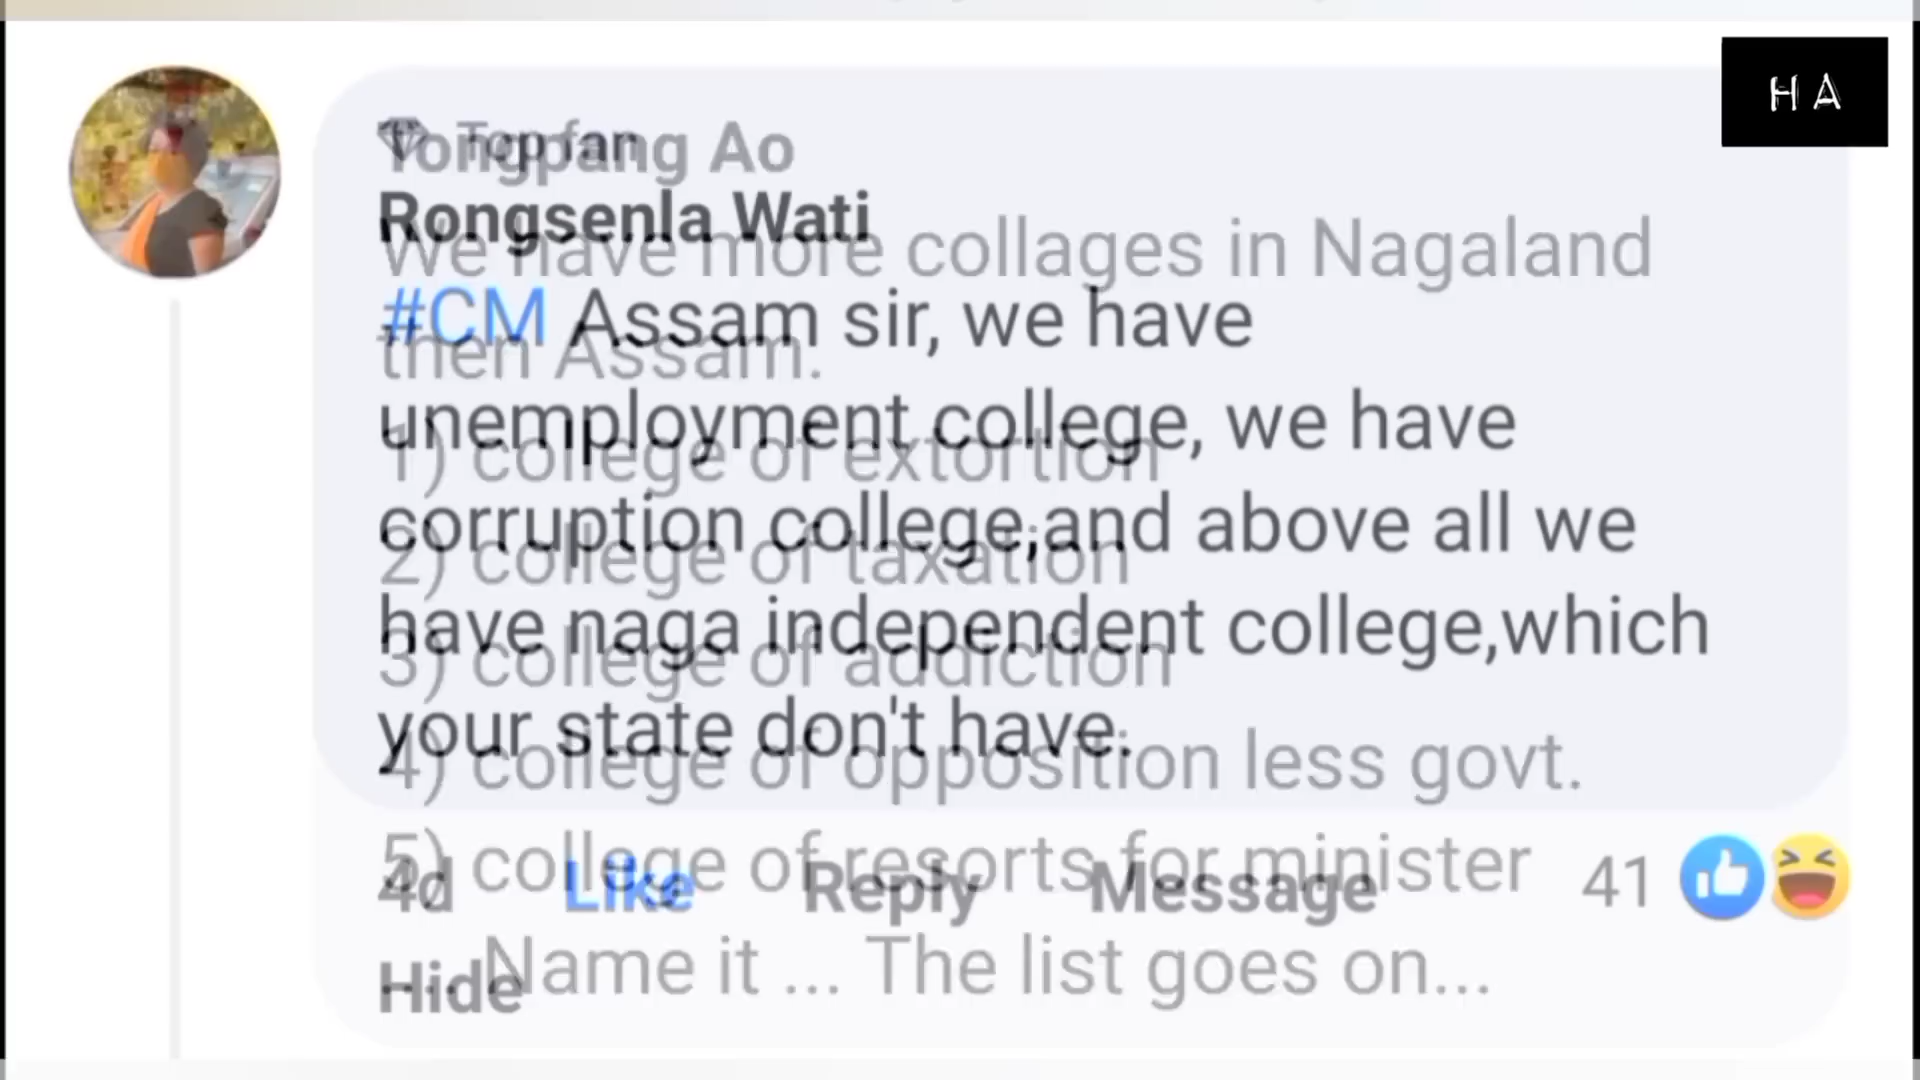 H A
Top fan
Rongsenla Wati
#CM Assam sir, we have
unemployment college, we have
corruption college,and above all we
have naga independent college,which
your state don't have.
4d Like Reply Message 41
Hide
Tongpang Ao
We have more collages in Nagaland
then Assam.
1) college of extortion
2) college of taxation
3) college of addiction
4) college of opposition less govt.
5) college of resorts for minister
Name it ... The list goes on...